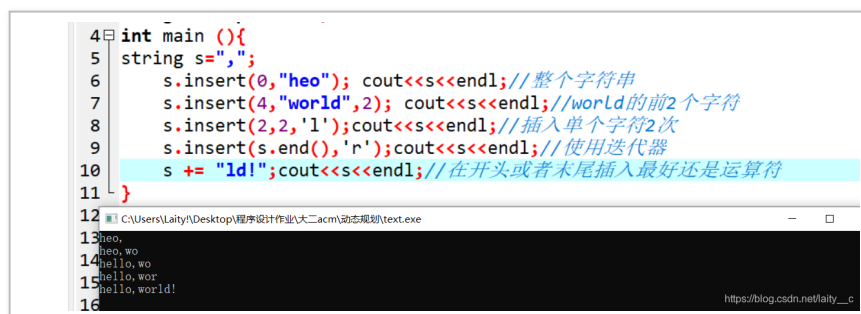 4 int main (){
5 string s=",";
6 s.insert(0,"heo"); cout<<s<<endl;//整个字符串
7 s.insert(4,"world",2); cout<<s<<endl;//world的前2个字符
8 s.insert(2,2,'l');cout<<s<<endl;//插入单个字符2次
9 s.insert(s.end(),'r');cout<<s<<endl;//使用迭代器
10 s += "ld!";cout<<s<<endl;//在开头或者末尾插入最好还是运算符
11 }
12 C:\Users\Laity!\Desktop\程序设计作业\大二acm\动态规划\text.exe
13 heo,
heo,wo
14 hello,wo
15 hello,wor
hello,world!
16 https://blog.csdn.net/laity__c